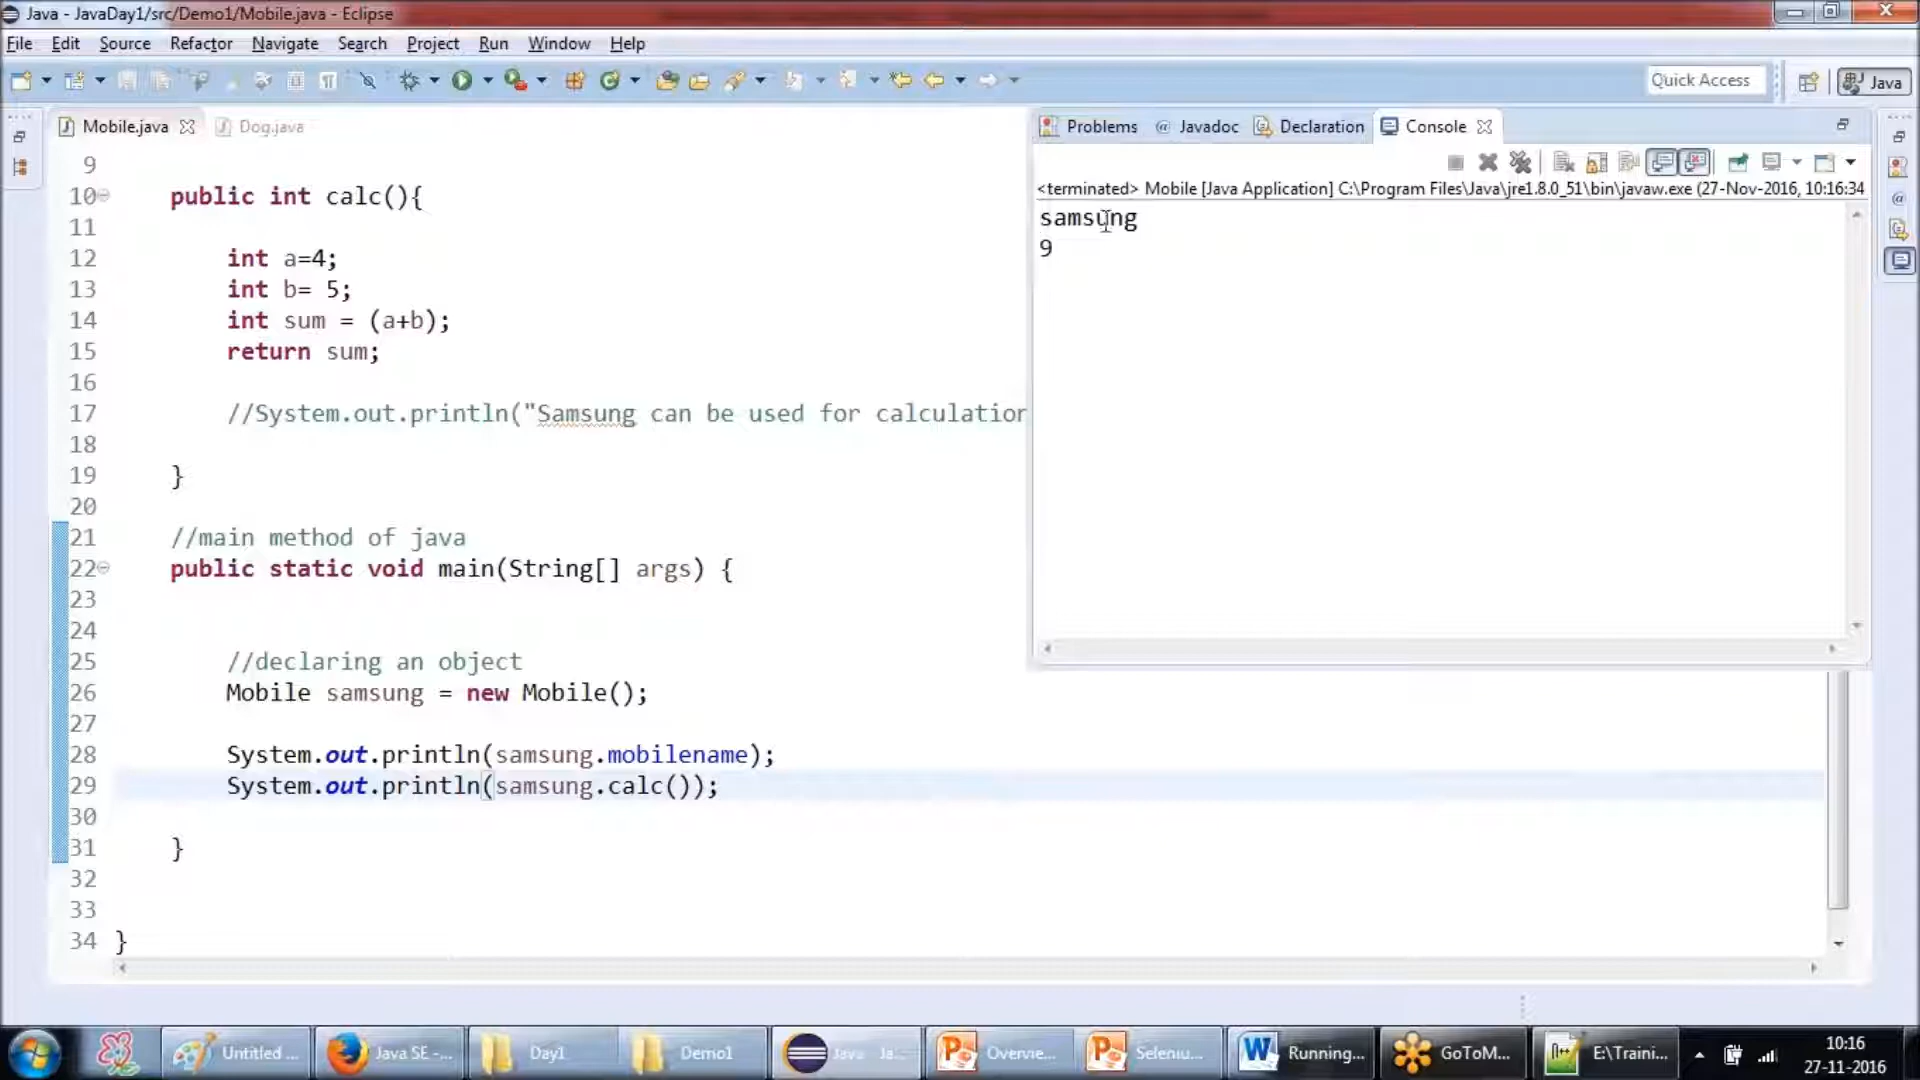 Java - JavaDay1/src/Demo1/Mobile.java - Eclipse
File Edit Source Refactor Navigate Search Project Run Window Help
Quick Access
Java
Mobile.java
Dog.java
9
10 public int calc(){
11
12 int a=4;
13 int b= 5;
14 int sum = (a+b);
15 return sum;
16
17 //System.out.println("Samsung can be used for calculation
18
19 }
20
21 //main method of java
22 public static void main(String[] args) {
23
24
25 //declaring an object
26 Mobile samsung = new Mobile();
27
28 System.out.println(samsung.mobilename);
29 System.out.println(samsung.calc());
30
31 }
32
33
34 }
Problems @ Javadoc Declaration Console
<terminated> Mobile [Java Application] C:\Program Files\Java\jre1.8.0_51\bin\javaw.exe (27-Nov-2016, 10:16:34
samsung
9
Untitled ...
Java SE -...
Day1
Demo1
Java - Ja...
Overvie...
Seleniu...
Running...
GoToM...
E:\Traini...
10:16
27-11-2016